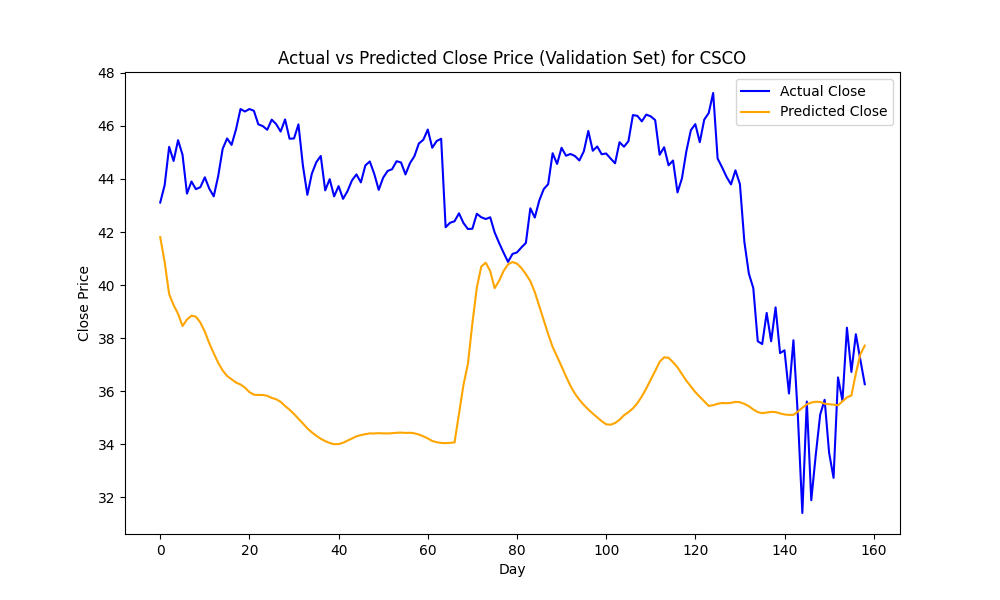 Actual vs Predicted Close Price (Validation Set) for CSCO
Actual Close
Predicted Close
Close Price
48
46
44
42
40
38
36
34
32
0 20 40 60 80 100 120 140 160
Day